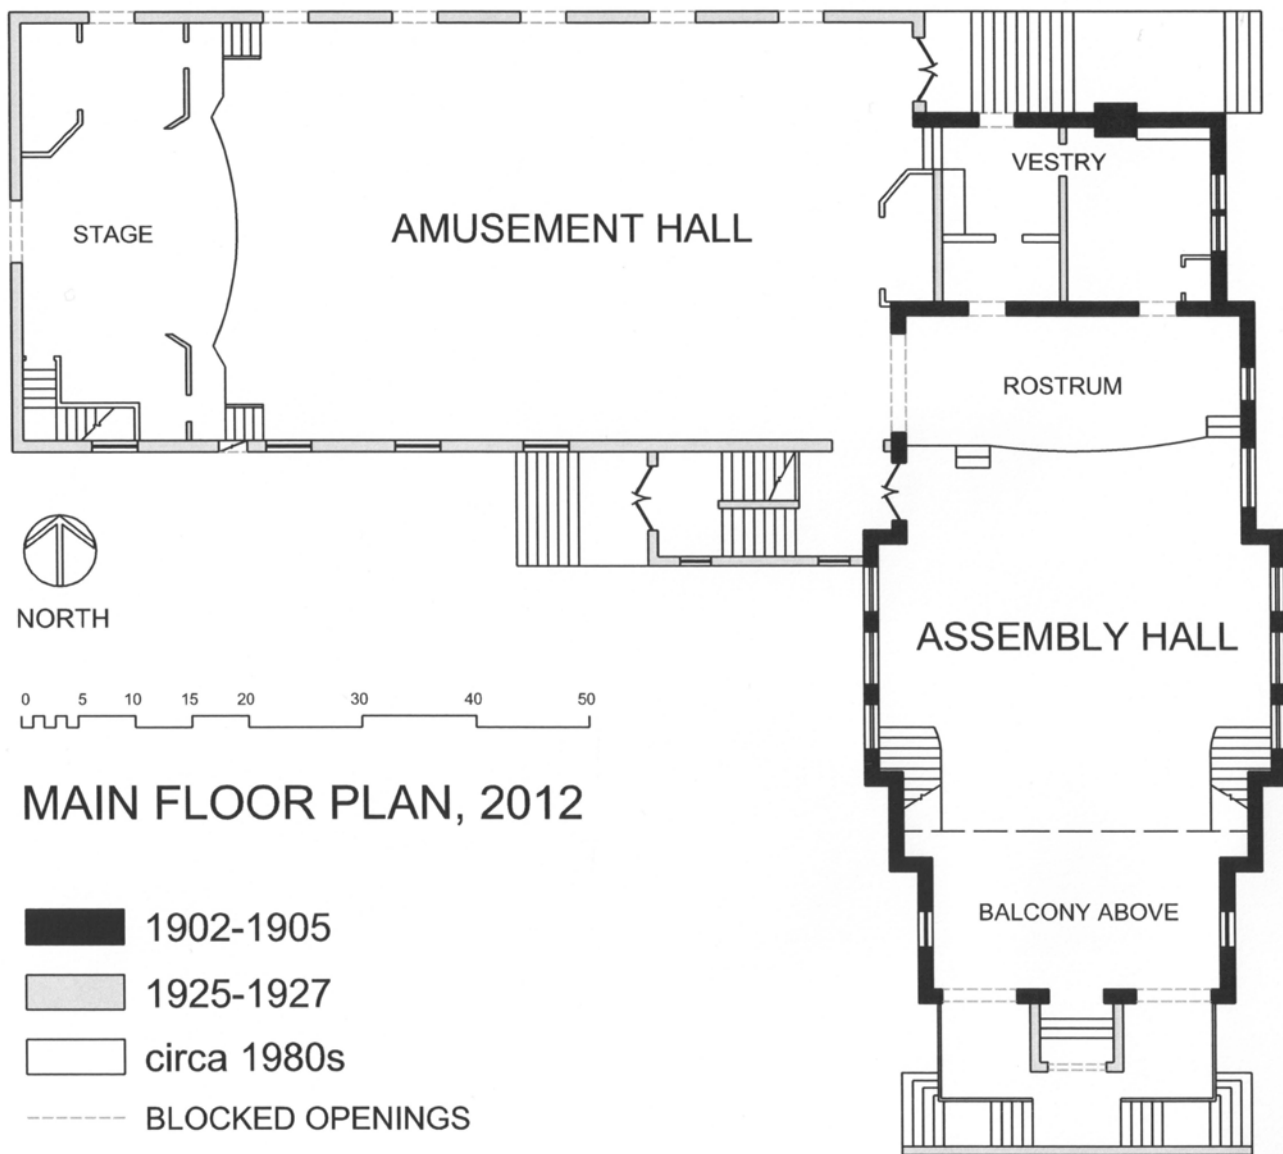 VESTRY
STAGE
AMUSEMENT HALL
ROSTRUM
NORTH
ASSEMBLY HALL
0 5 10 15 20 30 40 50
MAIN FLOOR PLAN, 2012
BALCONY ABOVE
1902-1905
1925-1927
circa 1980s
BLOCKED OPENINGS